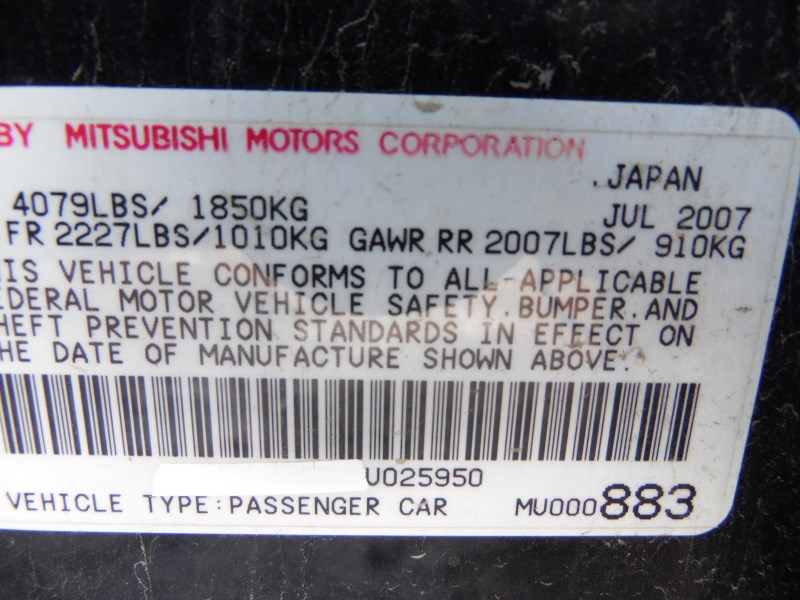 BY MITSUBISHI MOTORS CORPORATION
JAPAN
4079LBS/ 1850KG JUL 2007
FR 2227LBS/1010KG GAWR RR 2007LBS/ 910KG
IS VEHICLE CONFORMS TO ALL APPLICABLE
EDERAL MOTOR VEHICLE SAFETY.BUMPER.AND
HEFT PREVENTION STANDARDS IN EFFECT ON
HE DATE OF MANUFACTURE SHOWN ABOVE.
U025950
VEHICLE TYPE:PASSENGER CAR MU000883